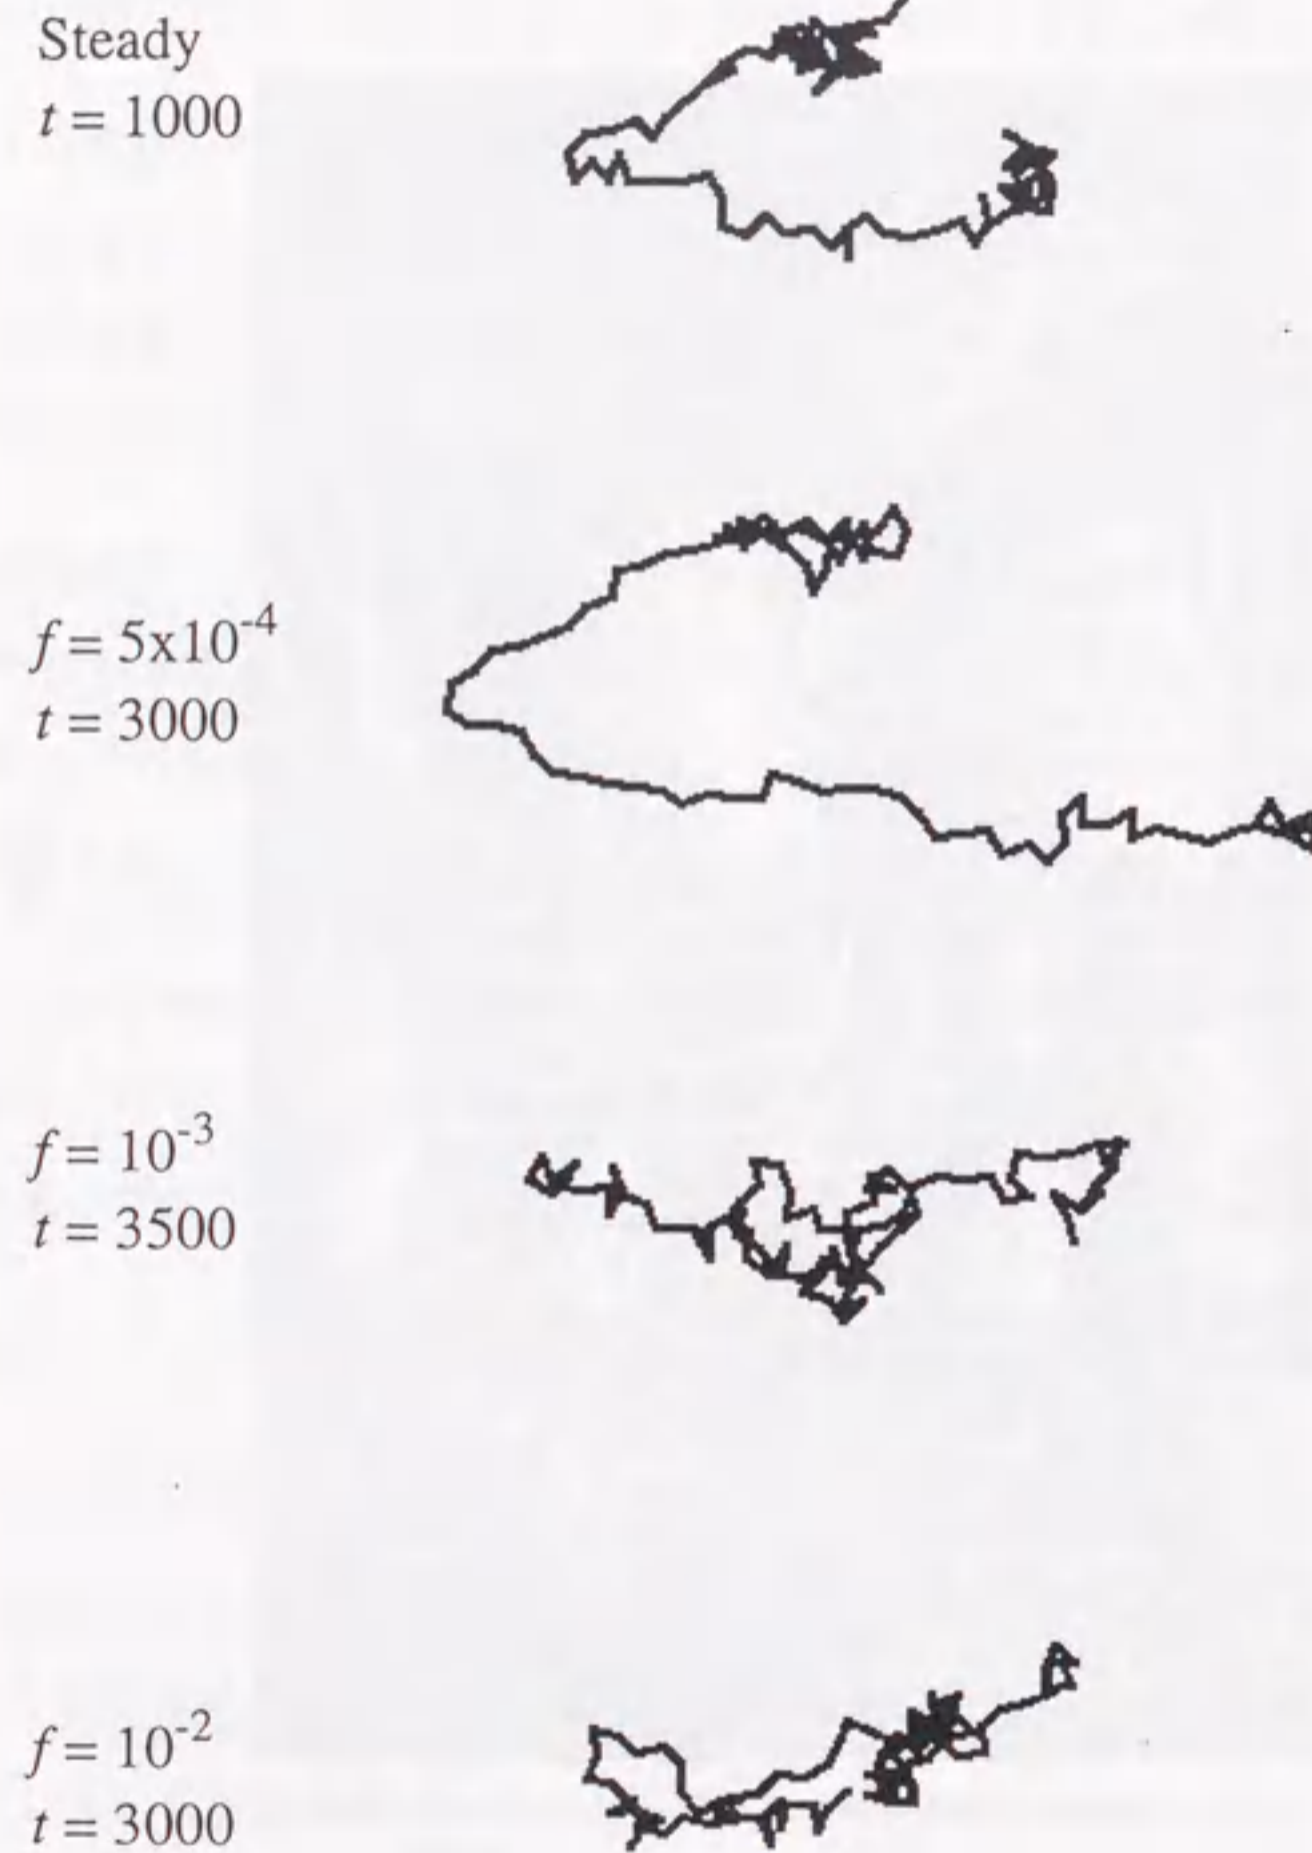 Steady
t = 1000
f = 5x10⁻⁴
t = 3000
f = 10⁻³
t = 3500
f = 10⁻²
t = 3000